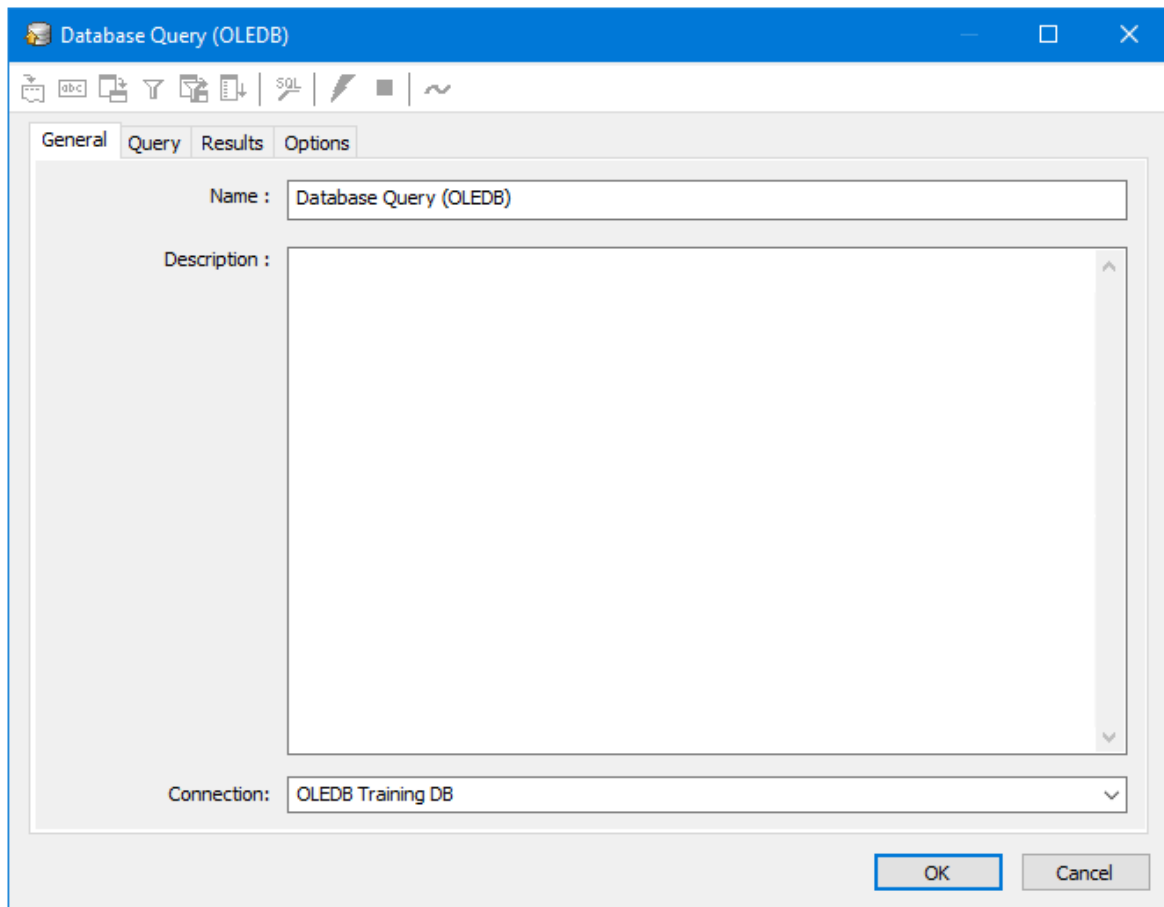 Database Query (OLEDB)
abc SQL
General Query Results Options
Name : Database Query (OLEDB)
Description :
Connection: OLEDB Training DB
OK Cancel